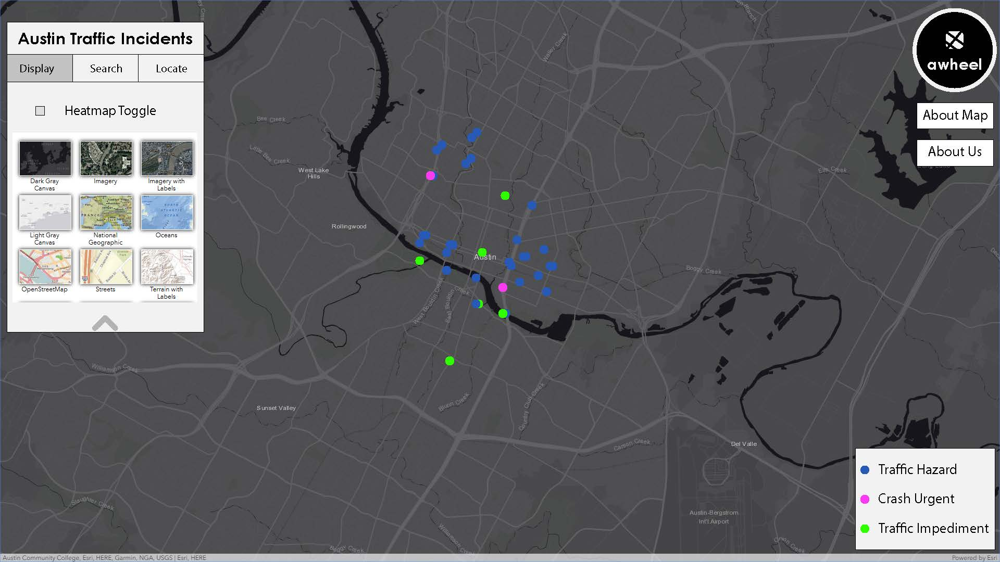 Austin Traffic Incidents
Display
Search
Locate
Heatmap Toggle
Dark Gray
Canvas
Imagery
Imagery with
Labels
Light Gray
Canvas
National
Geographic
Oceans
OpenStreetMap
Streets
Terrain with
Labels
awheel
About Map
About Us
Waller Creek
Bee Creek
Little Bee Creek
West Lake
Hills
Elm Creek
Rollingwood
Austin
Boggy Creek
West Bouldin Creek
East Bouldin
Creek
Williamson Creek
Blunn Creek
Country Club Creek
Sunset Valley
Carson Creek
Del Valle
Slaughter Creek
Austin-Bergstrom
Int'l Airport
Williamson Creek
Boggy Creek
Onion Creek
Traffic Hazard
Crash Urgent
Traffic Impediment
Austin Community College, Esri, HERE, Garmin, NGA, USGS | Esri, HERE
Powered by Esri